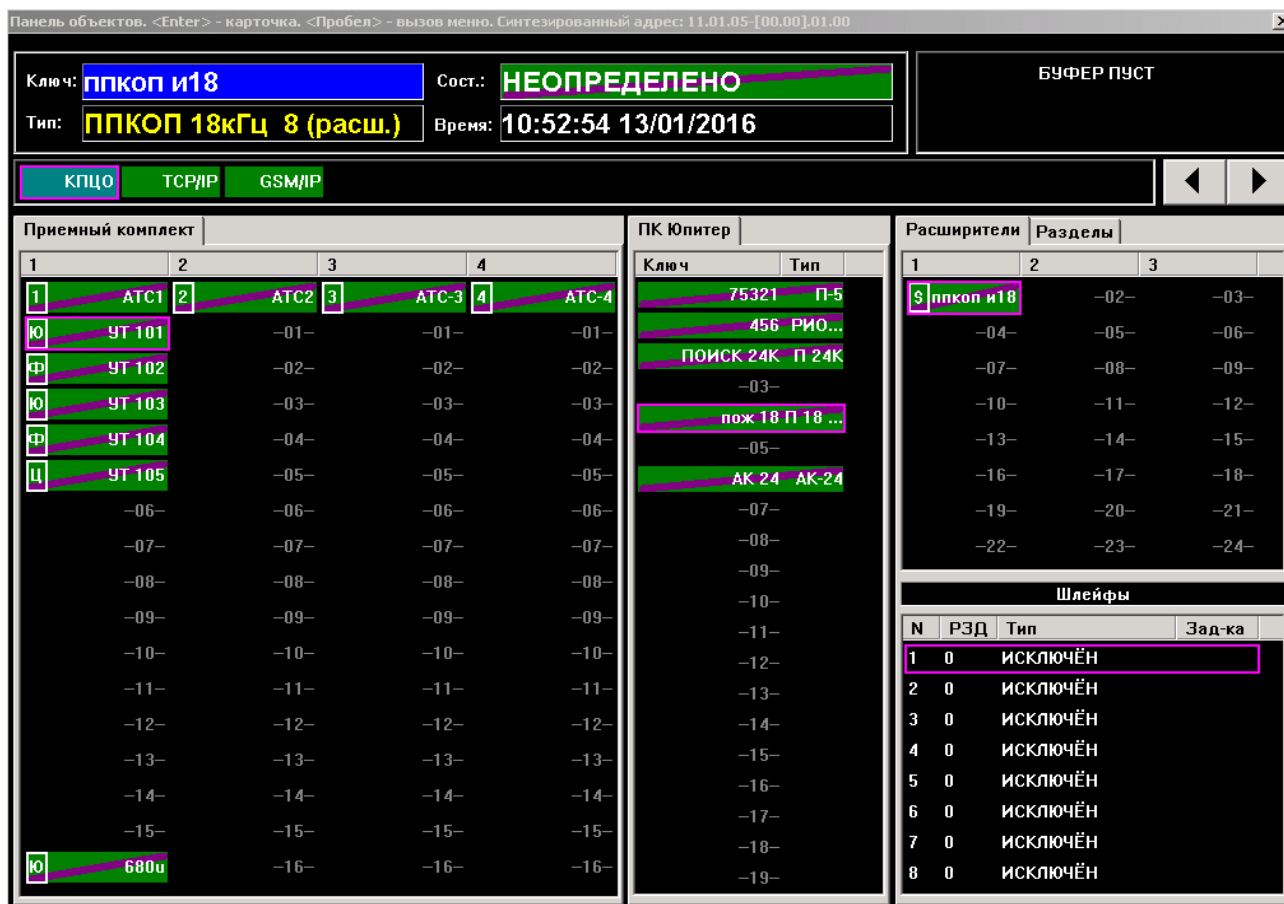 Панель объектов. <Enter> - карточка. <Пробел> - вызов меню. Синтезированный адрес: 11.01.05-[00.00].01.00
Ключ: ппкоп и18 Сост.: НЕОПРЕДЕЛЕНО
Тип: ППКОП 18кГц 8 (расш.) Время: 10:52:54 13/01/2016
БУФЕР ПУСТ
КПЦО TCP/IP GSM/IP
Приемный комплект
1 2 3 4
1 АТС1 2 АТС2 3 АТС-3 4 АТС-4
Ю УТ 101 –01– –01– –01–
Ф УТ 102 –02– –02– –02–
Ю УТ 103 –03– –03– –03–
Ф УТ 104 –04– –04– –04–
Ц УТ 105 –05– –05– –05–
–06– –06– –06– –06–
–07– –07– –07– –07–
–08– –08– –08– –08–
–09– –09– –09– –09–
–10– –10– –10– –10–
–11– –11– –11– –11–
–12– –12– –12– –12–
–13– –13– –13– –13–
–14– –14– –14– –14–
–15– –15– –15– –15–
Ю 680u –16– –16– –16–
ПК Юпитер
Ключ Тип
75321 П-5
456 РИО...
ПОИСК 24К П 24К
–03–
пож 18 П 18 ...
–05–
АК 24 АК-24
–07–
–08–
–09–
–10–
–11–
–12–
–13–
–14–
–15–
–16–
–17–
–18–
–19–
Расширители Разделы
1 2 3
$ ппкоп и18 –02– –03–
–04– –05– –06–
–07– –08– –09–
–10– –11– –12–
–13– –14– –15–
–16– –17– –18–
–19– –20– –21–
–22– –23– –24–
Шлейфы
N РЗД Тип Зад-ка
1 0 ИСКЛЮЧЁН
2 0 ИСКЛЮЧЁН
3 0 ИСКЛЮЧЁН
4 0 ИСКЛЮЧЁН
5 0 ИСКЛЮЧЁН
6 0 ИСКЛЮЧЁН
7 0 ИСКЛЮЧЁН
8 0 ИСКЛЮЧЁН